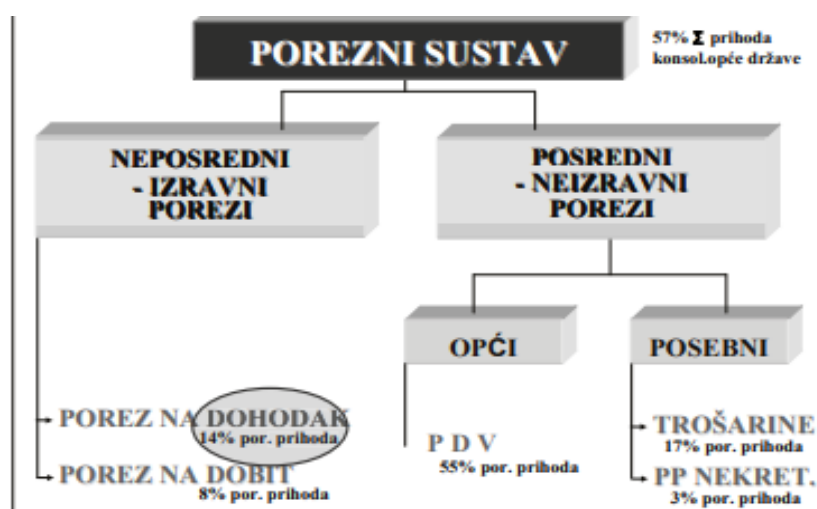 POREZNI SUSTAV
57% Σ prihoda
konsol.opće države
NEPOSREDNI
- IZRAVNI
POREZI
POSREDNI
- NEIZRAVNI
POREZI
OPĆI
POSEBNI
POREZ NA DOHODAK
14% por. prihoda
POREZ NA DOBIT
8% por. prihoda
P D V
55% por. prihoda
TROŠARINE
17% por. prihoda
PP NEKRET.
3% por. prihoda